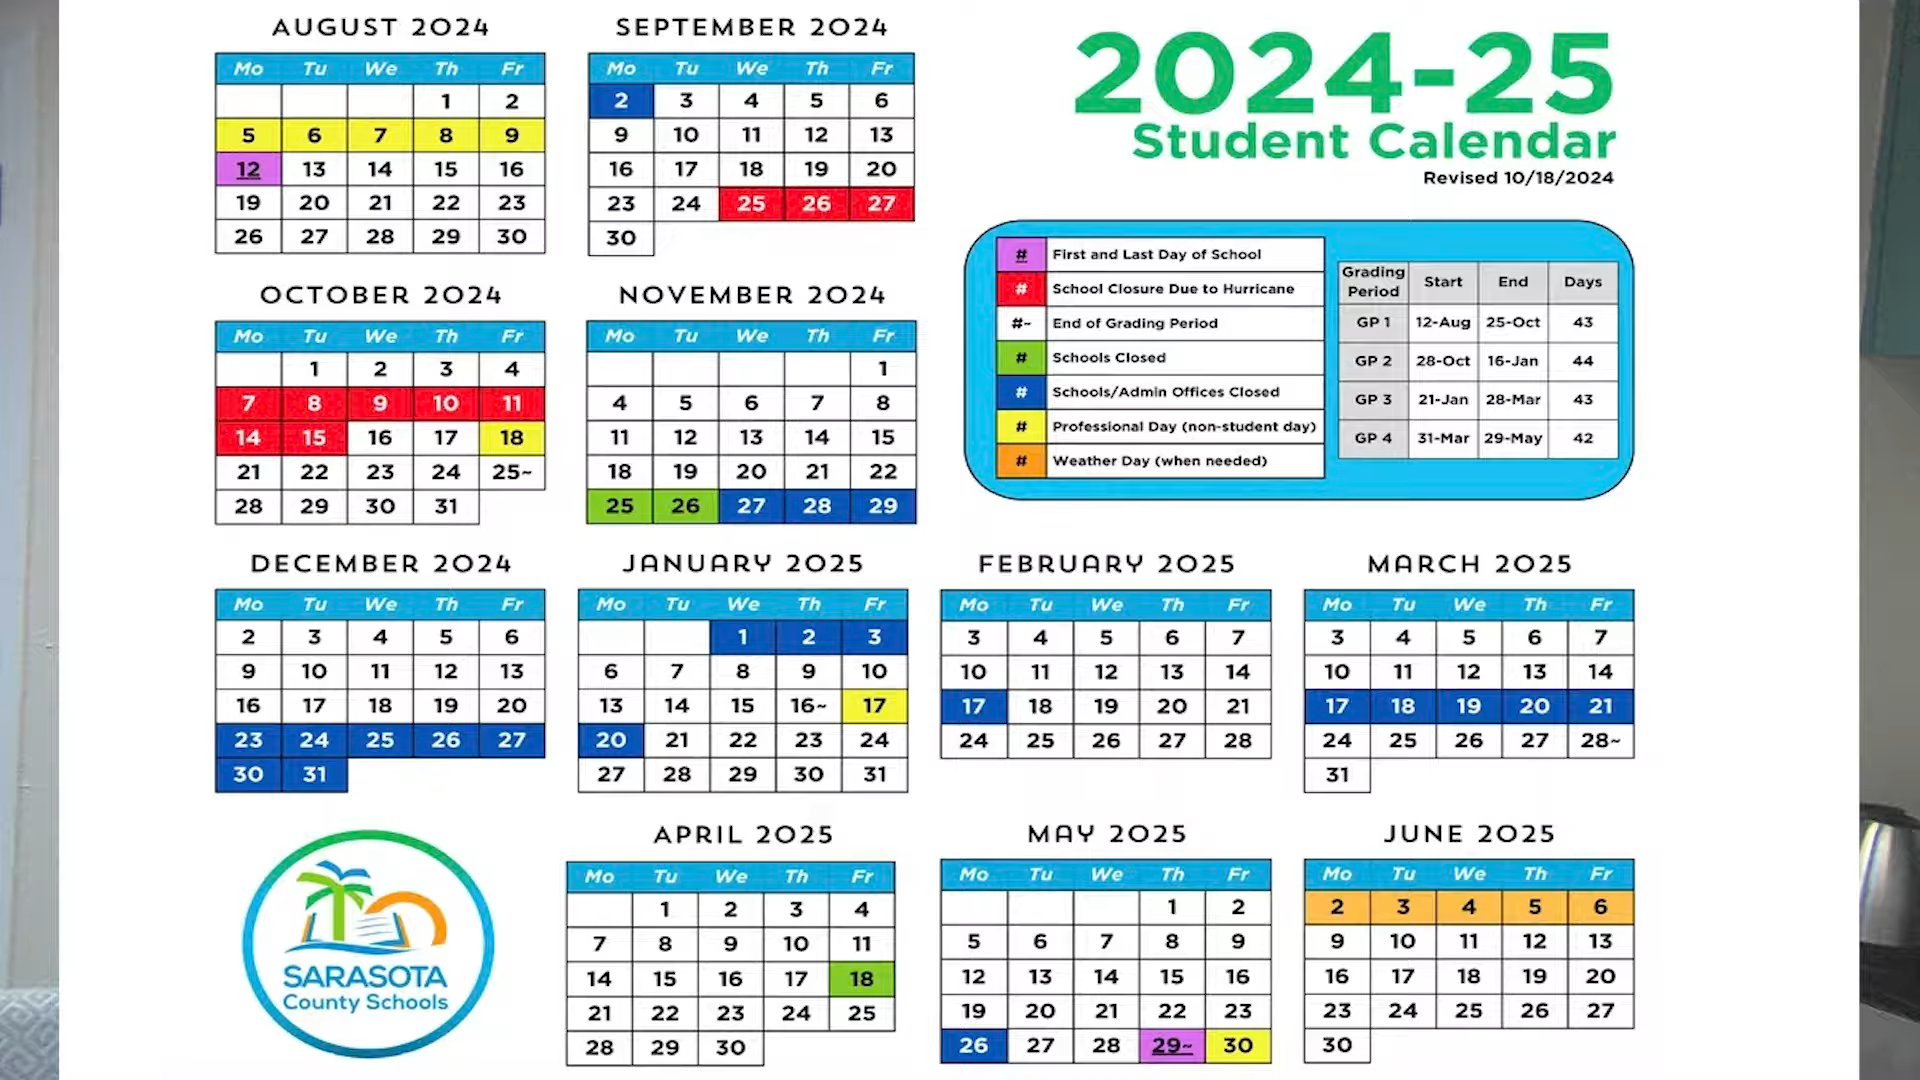 AUGUST 2024
Mo Tu We Th Fr
1 2
5 6 7 8 9
12 13 14 15 16
19 20 21 22 23
26 27 28 29 30
SEPTEMBER 2024
Mo Tu We Th Fr
2 3 4 5 6
9 10 11 12 13
16 17 18 19 20
23 24 25 26 27
30
2024-25
Student Calendar
Revised 10/18/2024
# First and Last Day of School
# School Closure Due to Hurricane
#~ End of Grading Period
# Schools Closed
# Schools/Admin Offices Closed
# Professional Day (non-student day)
# Weather Day (when needed)
Grading Period Start End Days
GP 1 12-Aug 25-Oct 43
GP 2 28-Oct 16-Jan 44
GP 3 21-Jan 28-Mar 43
GP 4 31-Mar 29-May 42
OCTOBER 2024
Mo Tu We Th Fr
1 2 3 4
7 8 9 10 11
14 15 16 17 18
21 22 23 24 25~
28 29 30 31
NOVEMBER 2024
Mo Tu We Th Fr
1
4 5 6 7 8
11 12 13 14 15
18 19 20 21 22
25 26 27 28 29
DECEMBER 2024
Mo Tu We Th Fr
2 3 4 5 6
9 10 11 12 13
16 17 18 19 20
23 24 25 26 27
30 31
JANUARY 2025
Mo Tu We Th Fr
1 2 3
6 7 8 9 10
13 14 15 16~ 17
20 21 22 23 24
27 28 29 30 31
FEBRUARY 2025
Mo Tu We Th Fr
3 4 5 6 7
10 11 12 13 14
17 18 19 20 21
24 25 26 27 28
MARCH 2025
Mo Tu We Th Fr
3 4 5 6 7
10 11 12 13 14
17 18 19 20 21
24 25 26 27 28~
31
SARASOTA
County Schools
APRIL 2025
Mo Tu We Th Fr
1 2 3 4
7 8 9 10 11
14 15 16 17 18
21 22 23 24 25
28 29 30
MAY 2025
Mo Tu We Th Fr
1 2
5 6 7 8 9
12 13 14 15 16
19 20 21 22 23
26 27 28 29~ 30
JUNE 2025
Mo Tu We Th Fr
2 3 4 5 6
9 10 11 12 13
16 17 18 19 20
23 24 25 26 27
30